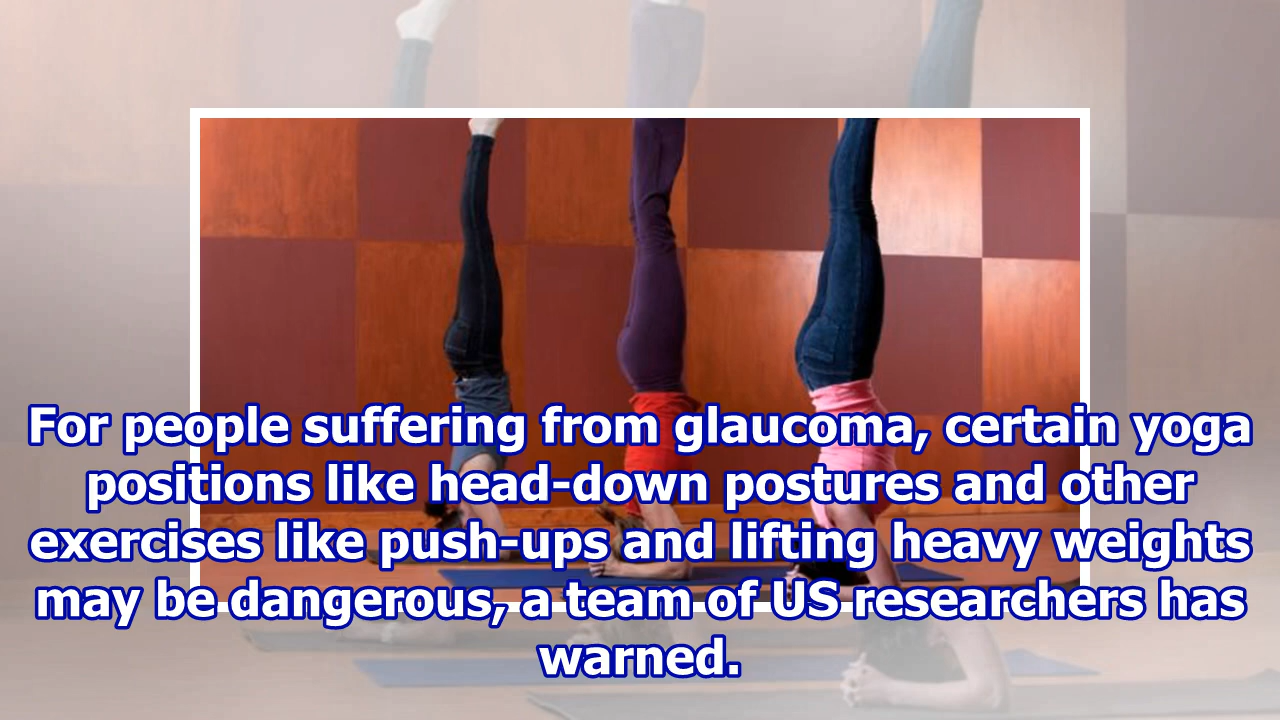 For people suffering from glaucoma, certain yoga
positions like head-down postures and other
exercises like push-ups and lifting heavy weights
may be dangerous, a team of US researchers has
warned.